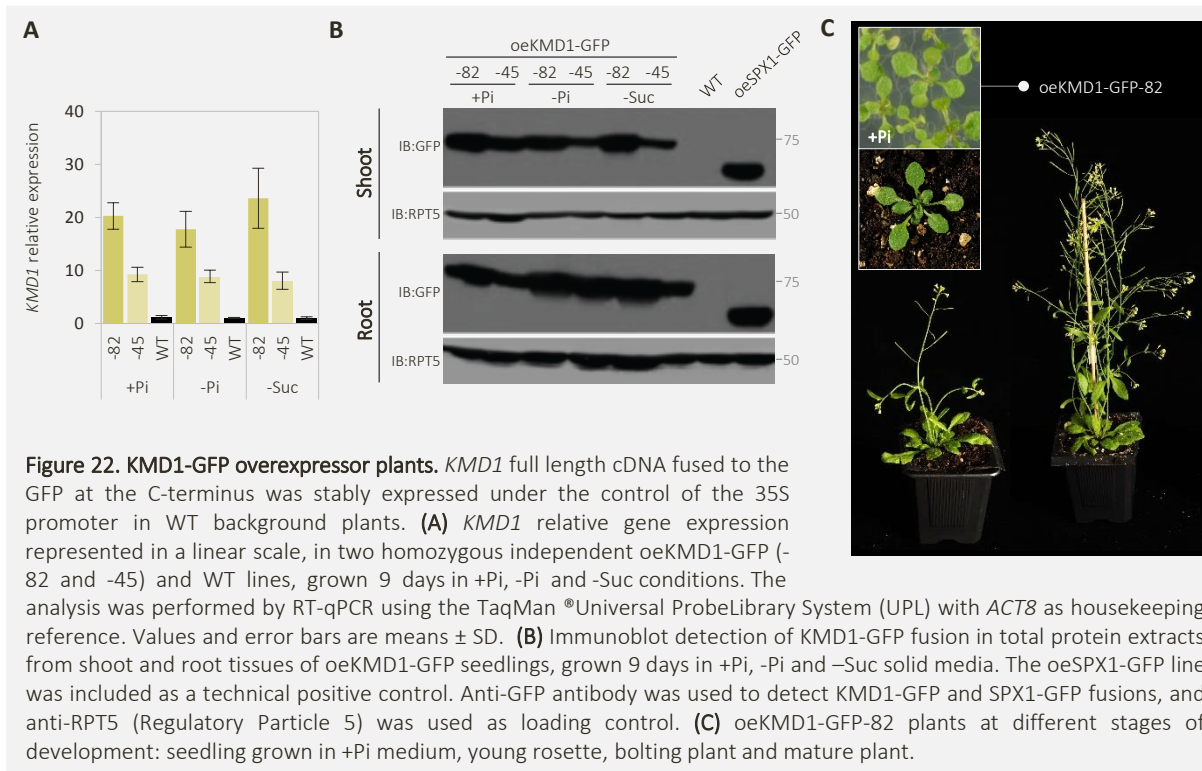 A
KMD1 relative expression
40
30
20
10
0
-82 -45 WT -82 -45 WT -82 -45 WT
+Pi -Pi -Suc
B
oeKMD1-GFP
-82 -45 -82 -45 -82 -45 WT oeSPX1-GFP
+Pi -Pi -Suc
Shoot
IB:GFP 75
IB:RPT5 50
Root
IB:GFP 75
IB:RPT5 50
C
oeKMD1-GFP-82
+Pi
Figure 22. KMD1-GFP overexpressor plants. KMD1 full length cDNA fused to the
GFP at the C-terminus was stably expressed under the control of the 35S
promoter in WT background plants. (A) KMD1 relative gene expression
represented in a linear scale, in two homozygous independent oeKMD1-GFP (-
82 and -45) and WT lines, grown 9 days in +Pi, -Pi and -Suc conditions. The
analysis was performed by RT-qPCR using the TaqMan ®Universal ProbeLibrary System (UPL) with ACT8 as housekeeping
reference. Values and error bars are means ± SD. (B) Immunoblot detection of KMD1-GFP fusion in total protein extracts
from shoot and root tissues of oeKMD1-GFP seedlings, grown 9 days in +Pi, -Pi and –Suc solid media. The oeSPX1-GFP line
was included as a technical positive control. Anti-GFP antibody was used to detect KMD1-GFP and SPX1-GFP fusions, and
anti-RPT5 (Regulatory Particle 5) was used as loading control. (C) oeKMD1-GFP-82 plants at different stages of
development: seedling grown in +Pi medium, young rosette, bolting plant and mature plant.